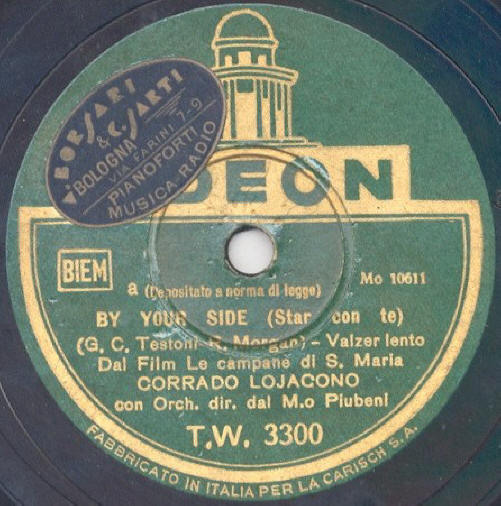 BORSARI
& C. SARTI
BOLOGNA
VIA FARINI 7-9
PIANOFORTI
MUSICA-RADIO
ODEON
BIEM
a (Depositato a norma di legge)
Mo 10611
BY YOUR SIDE (Star con te)
(G. C. Testoni-R. Morgan) - Valzer lento
Dal Film Le campane di S. Maria
CORRADO LOJACONO
con Orch. dir. dal M.o Piubeni
T.W. 3300
FABBRICATO IN ITALIA PER LA CARISCH S. A.